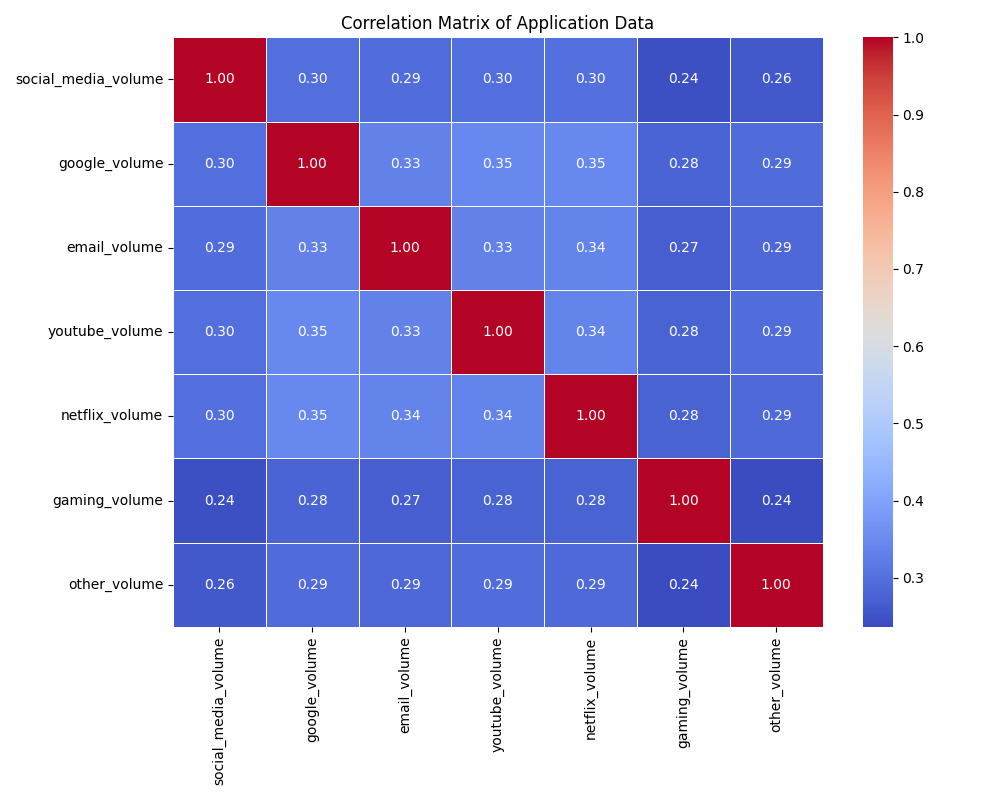 Correlation Matrix of Application Data
social_media_volume 1.00 0.30 0.29 0.30 0.30 0.24 0.26
google_volume 0.30 1.00 0.33 0.35 0.35 0.28 0.29
email_volume 0.29 0.33 1.00 0.33 0.34 0.27 0.29
youtube_volume 0.30 0.35 0.33 1.00 0.34 0.28 0.29
netflix_volume 0.30 0.35 0.34 0.34 1.00 0.28 0.29
gaming_volume 0.24 0.28 0.27 0.28 0.28 1.00 0.24
other_volume 0.26 0.29 0.29 0.29 0.29 0.24 1.00
social_media_volume
google_volume
email_volume
youtube_volume
netflix_volume
gaming_volume
other_volume
1.0
0.9
0.8
0.7
0.6
0.5
0.4
0.3